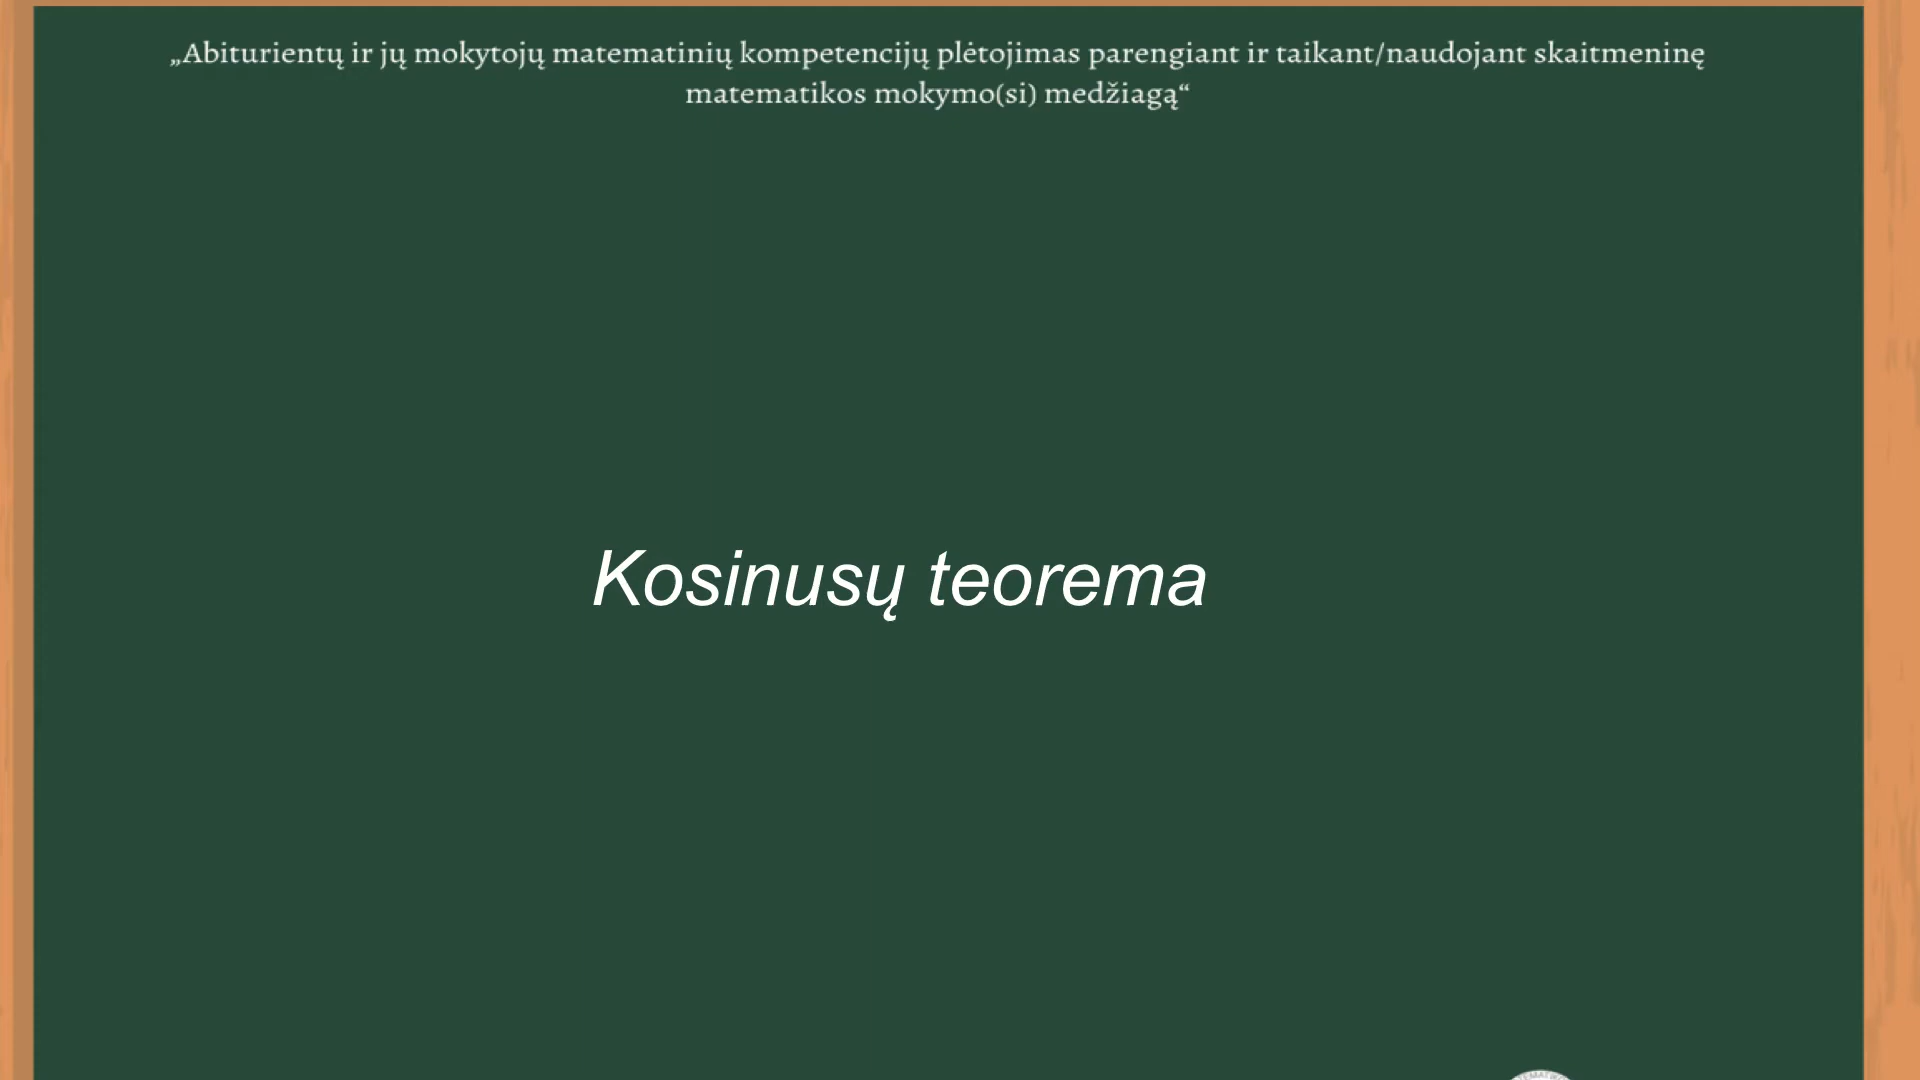 „Abiturientų ir jų mokytojų matematinių kompetencijų plėtojimas parengiant ir taikant/naudojant skaitmeninę
matematikos mokymo(si) medžiagą“
Kosinusų teorema